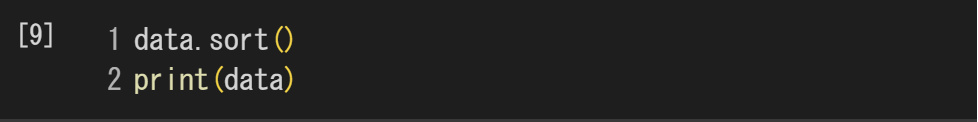 [9] 1 data.sort()
2 print(data)